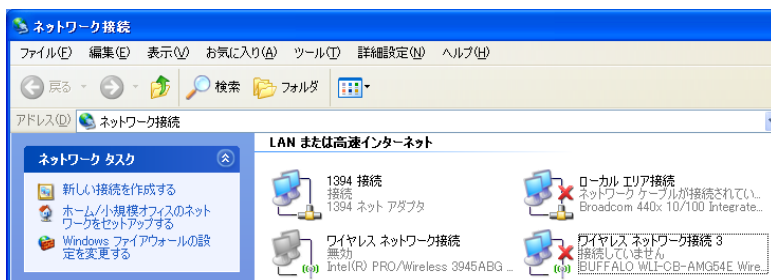 ネットワーク接続
ファイル(F) 編集(E) 表示(V) お気に入り(A) ツール(T) 詳細設定(N) ヘルプ(H)
戻る 検索 フォルダ
アドレス(D) ネットワーク接続
ネットワーク タスク
新しい接続を作成する
ホーム/小規模オフィスのネット
ワークをセットアップする
Windows ファイアウォールの設
定を変更する
LAN または高速インターネット
1394 接続
接続
1394 ネット アダプタ
ローカル エリア接続
ネットワーク ケーブルが接続されてい...
Broadcom 440x 10/100 Integrate...
ワイヤレス ネットワーク接続
無効
Intel(R) PRO/Wireless 3945ABG ...
ワイヤレス ネットワーク接続 3
接続していません
BUFFALO WLI-CB-AMG54E Wire...